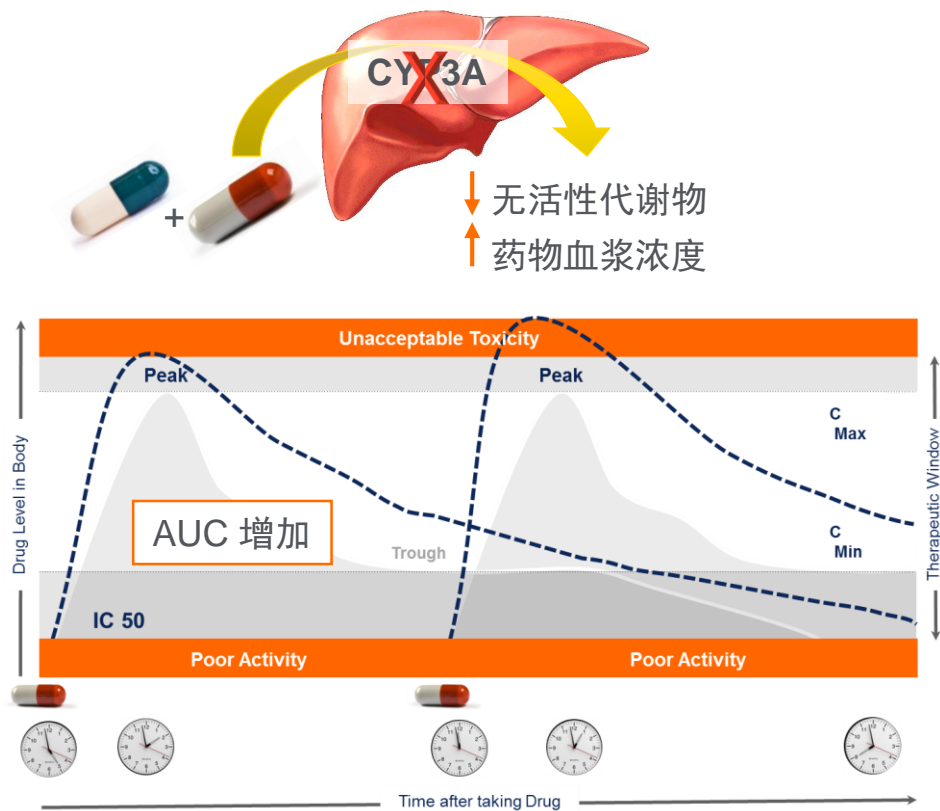 CYP3A
X
+
无活性代谢物
药物血浆浓度
Unacceptable Toxicity
Peak
Peak
C
Max
AUC 增加
Trough
C
Min
IC 50
Poor Activity
Poor Activity
Drug Level in Body
Therapeutic Window
Time after taking Drug